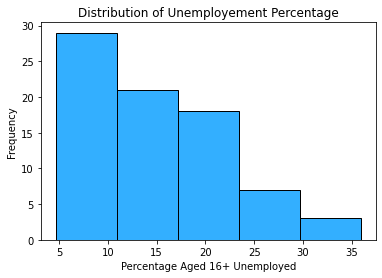 Distribution of Unemployement Percentage
30
25
20
15
10
5
0
Frequency
5 10 15 20 25 30 35
Percentage Aged 16+ Unemployed